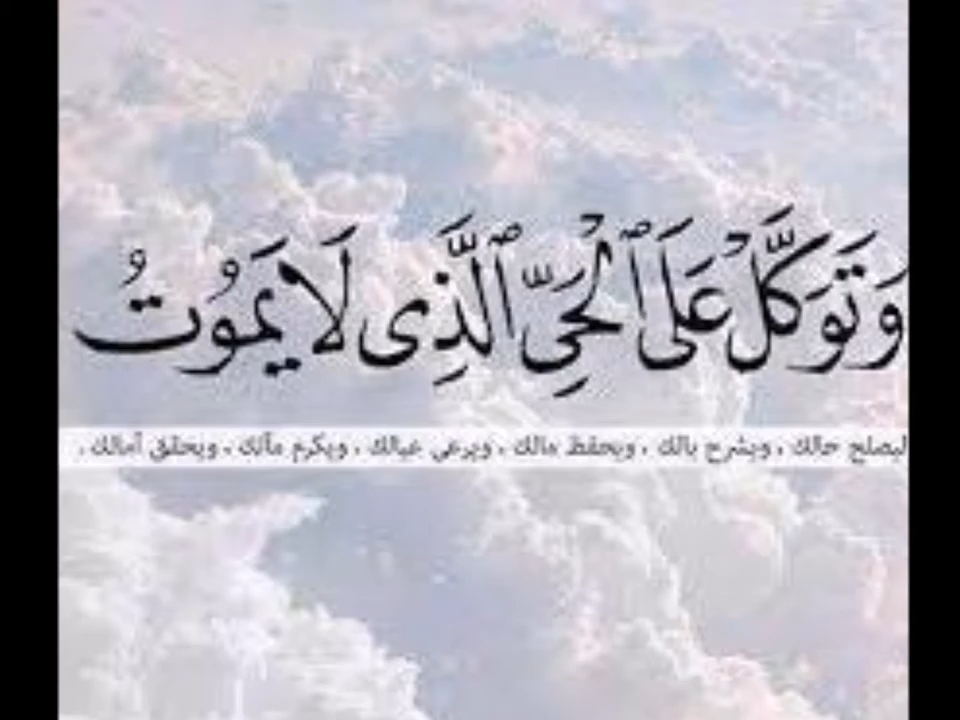 وَتَوَكَّلْ عَلَى ٱلْحَىِّ ٱلَّذِى لَا يَمُوتُ
ليصلح حالك ، ويشرح بالك ، ويحفظ مالك ، ويرعى عيالك ، ويكرم مآلك ، ويحقق آمالك .